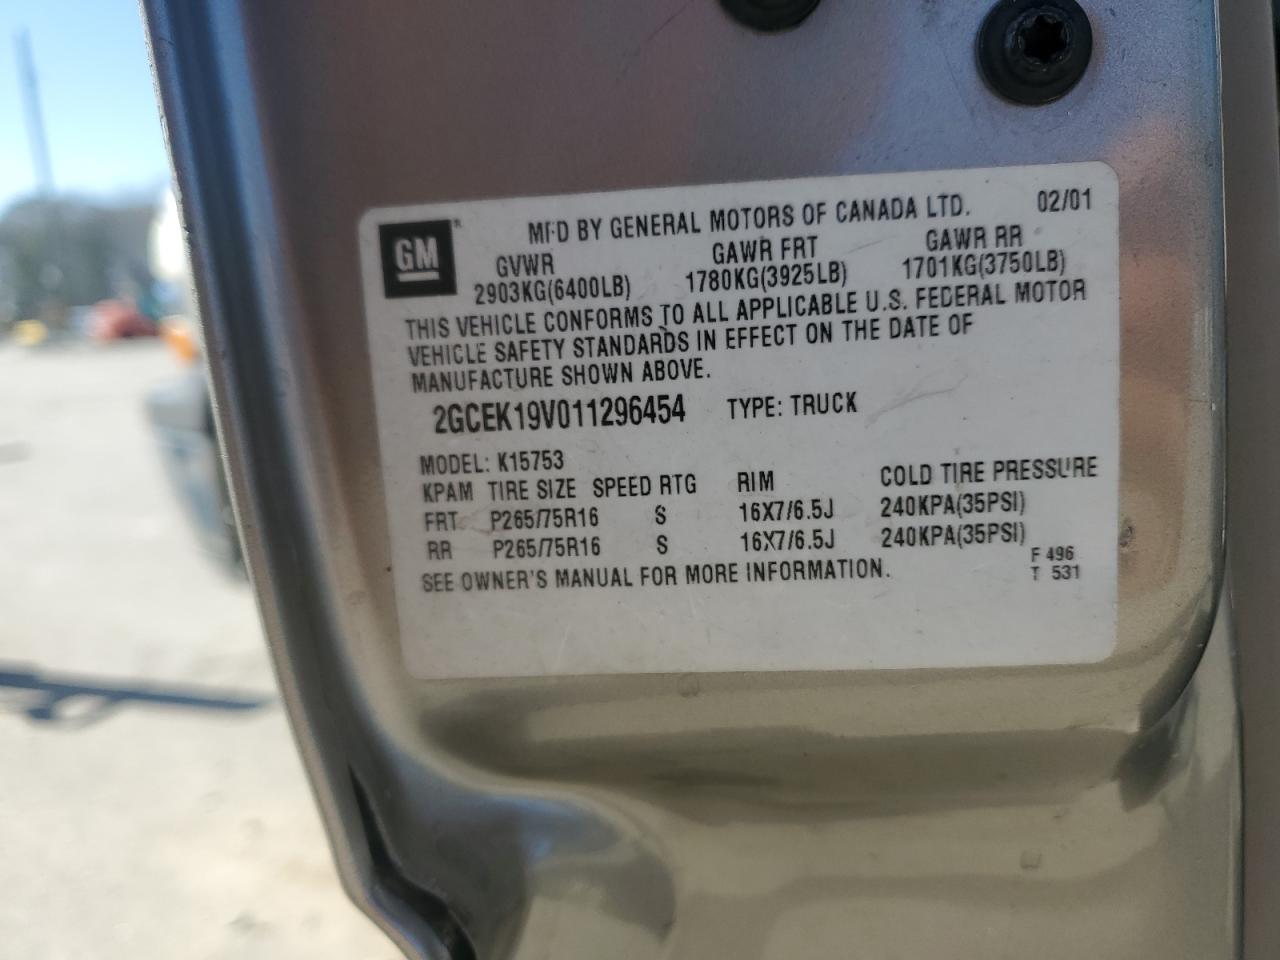 GM
MFD BY GENERAL MOTORS OF CANADA LTD. 02/01
GVWR GAWR FRT GAWR RR
2903KG(6400LB) 1780KG(3925LB) 1701KG(3750LB)
THIS VEHICLE CONFORMS TO ALL APPLICABLE U.S. FEDERAL MOTOR
VEHICLE SAFETY STANDARDS IN EFFECT ON THE DATE OF
MANUFACTURE SHOWN ABOVE.
2GCEK19V011296454 TYPE: TRUCK
MODEL: K15753
KPAM TIRE SIZE SPEED RTG RIM COLD TIRE PRESSURE
FRT P265/75R16 S 16X7/6.5J 240KPA(35PSI)
RR P265/75R16 S 16X7/6.5J 240KPA(35PSI)
SEE OWNER'S MANUAL FOR MORE INFORMATION.
F 496
T 531